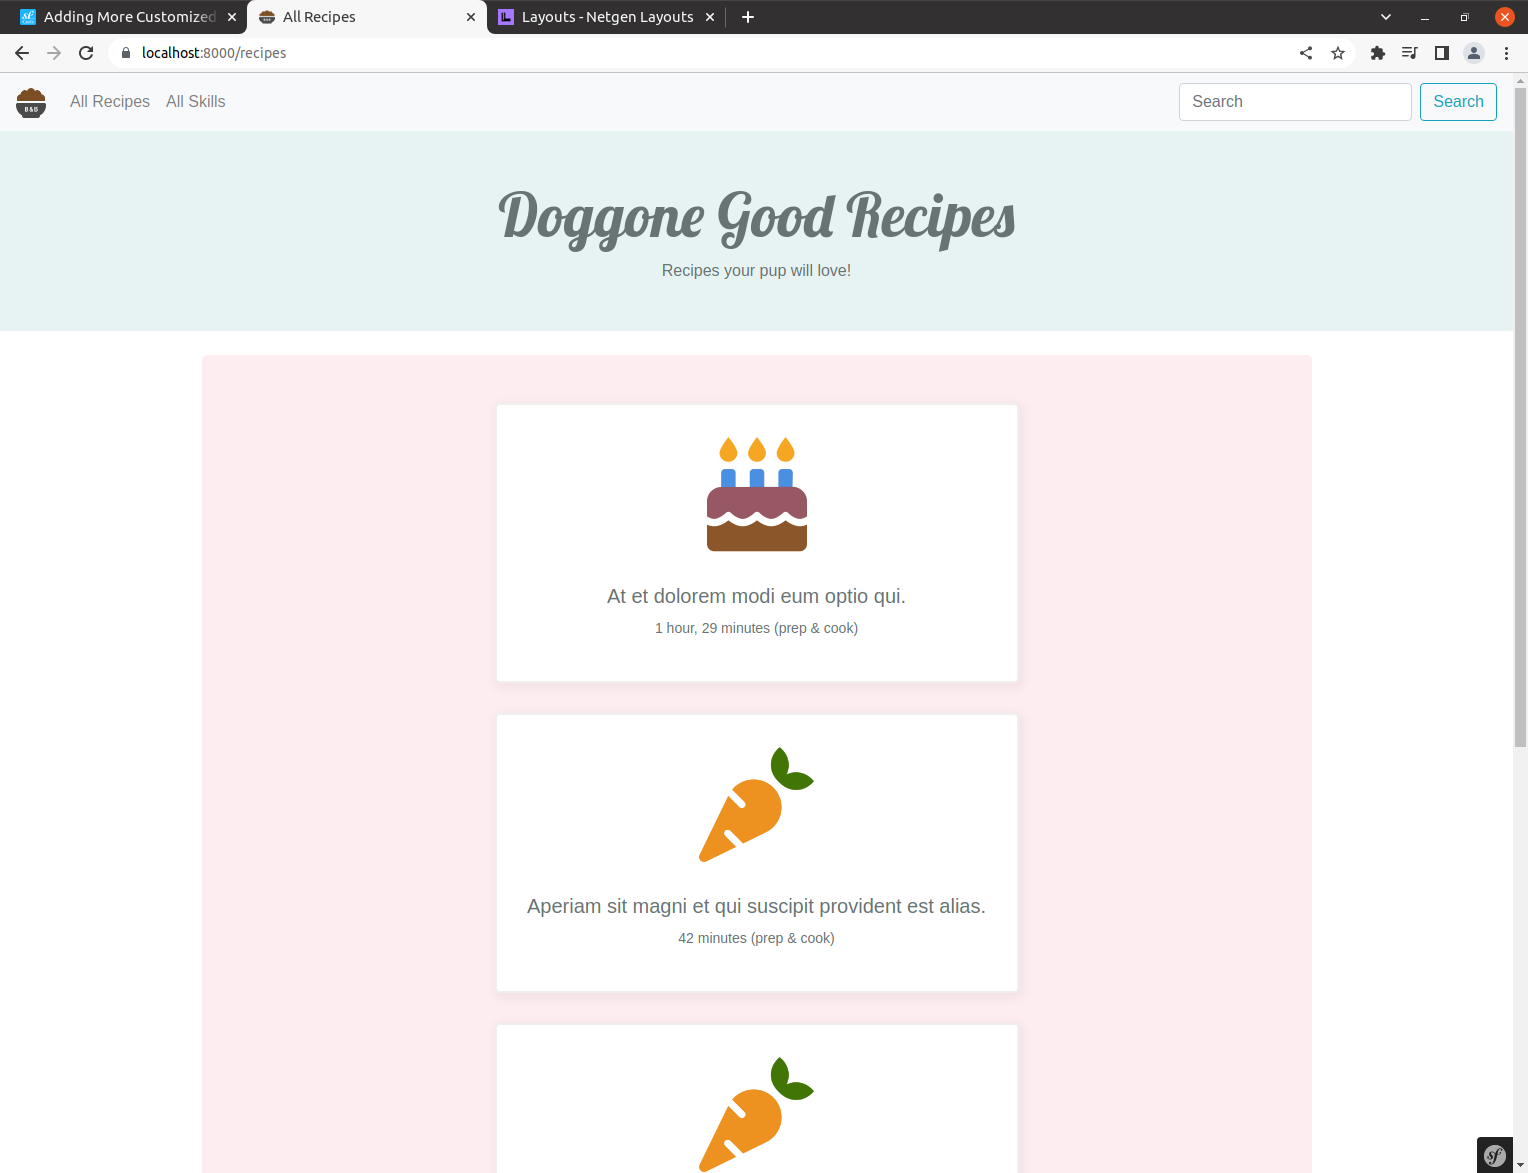 Adding More Customized
All Recipes
Layouts - Netgen Layouts
localhost:8000/recipes
B&B
All Recipes
All Skills
Search
Search
Doggone Good Recipes
Recipes your pup will love!
At et dolorem modi eum optio qui.
1 hour, 29 minutes (prep & cook)
Aperiam sit magni et qui suscipit provident est alias.
42 minutes (prep & cook)
sf